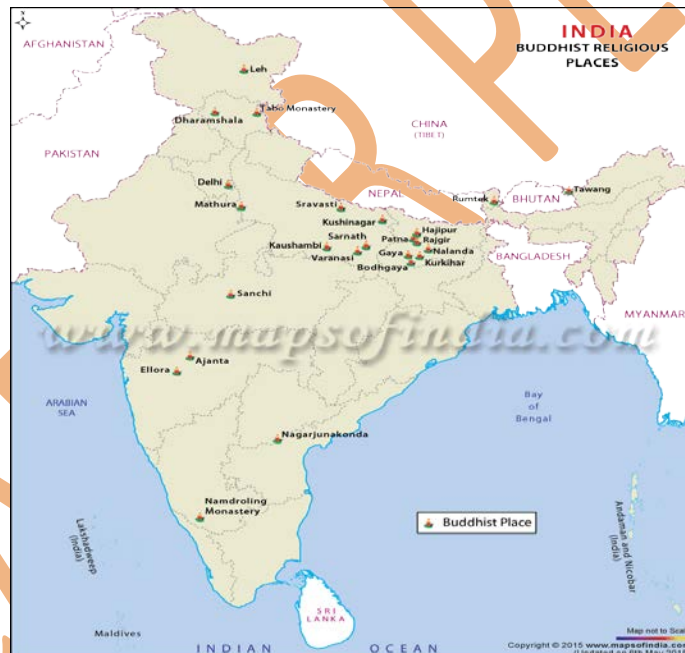 INDIA
BUDDHIST RELIGIOUS
PLACES
AFGHANISTAN
Leh
Tabo Monastery
Dharamshala
CHINA
(TIBET)
PAKISTAN
Delhi
Mathura
Sravasti
NEPAL
Rumtek
BHUTAN
Tawang
Kushinagar
Hajipur
Sarnath
Patna
Rajgir
Kaushambi
Varanasi
Gaya
Nalanda
Bodhgaya
Kurkihar
BANGLADESH
Sanchi
MYANMAR
www.mapsofindia.com
Ajanta
Ellora
ARABIAN
SEA
Bay
of
Bengal
Nagarjunakonda
Namdroling
Monastery
Buddhist Place
Lakshadweep
(India)
Andaman and Nicobar
(India)
SRI
LANKA
Maldives
INDIAN OCEAN
Map not to Scal
Copyright © 2015 www.mapsofindia.com